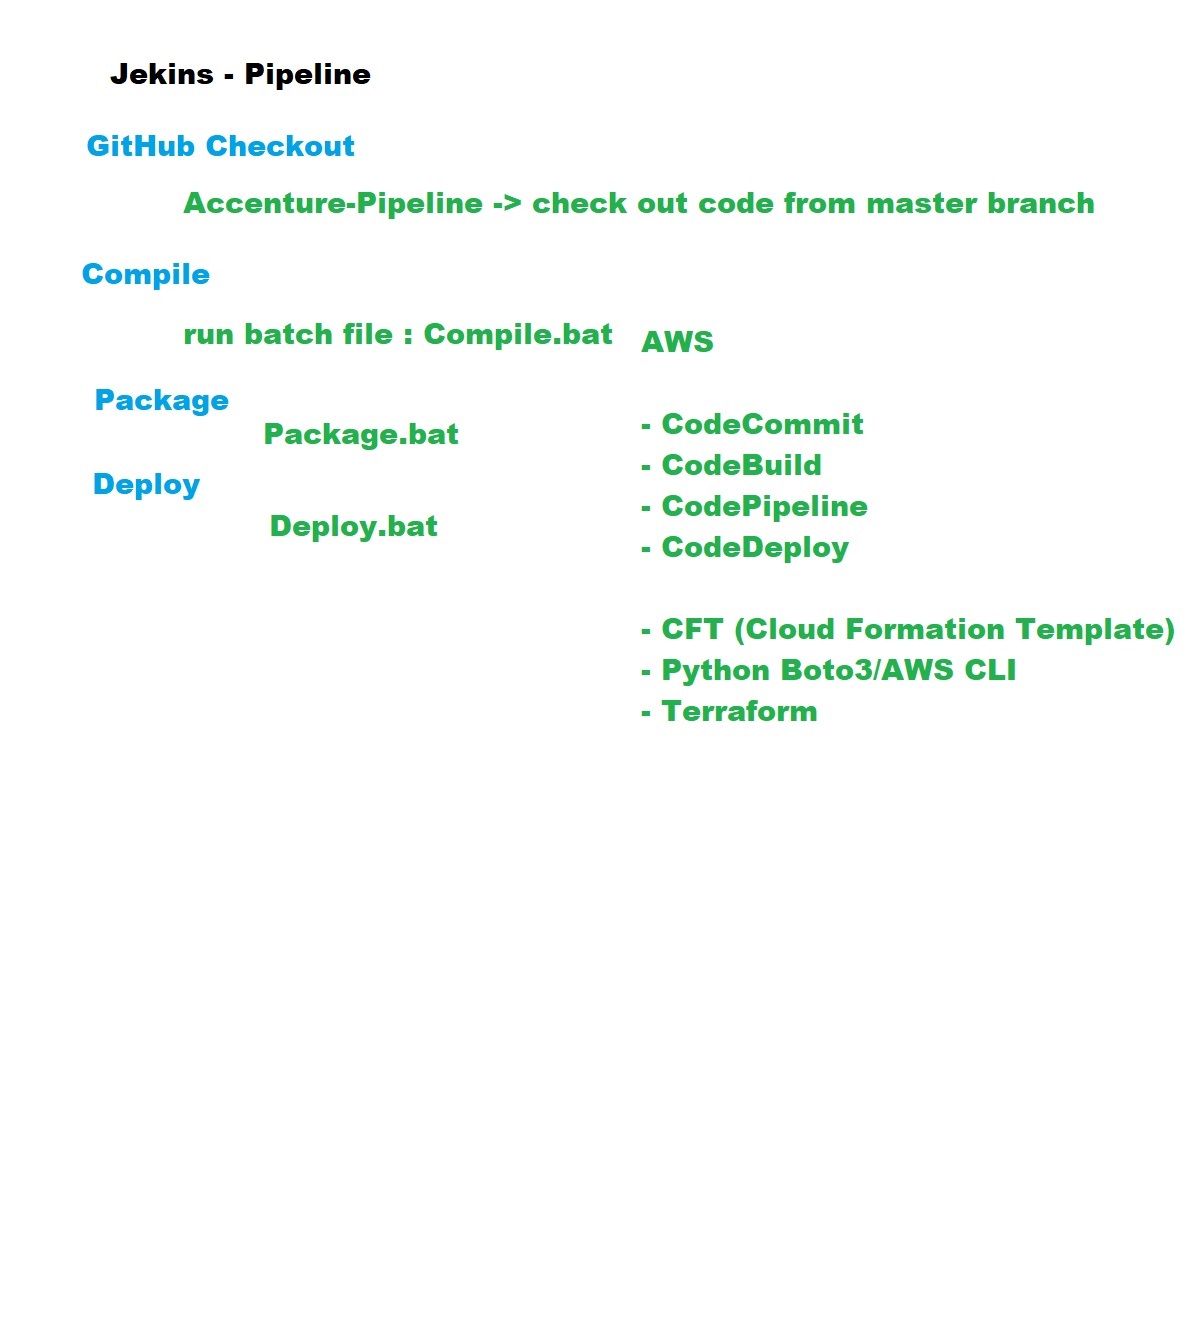 Jekins - Pipeline
GitHub Checkout
Accenture-Pipeline -> check out code from master branch
Compile
run batch file : Compile.bat
Package
Package.bat
Deploy
Deploy.bat
AWS
- CodeCommit
- CodeBuild
- CodePipeline
- CodeDeploy
- CFT (Cloud Formation Template)
- Python Boto3/AWS CLI
- Terraform